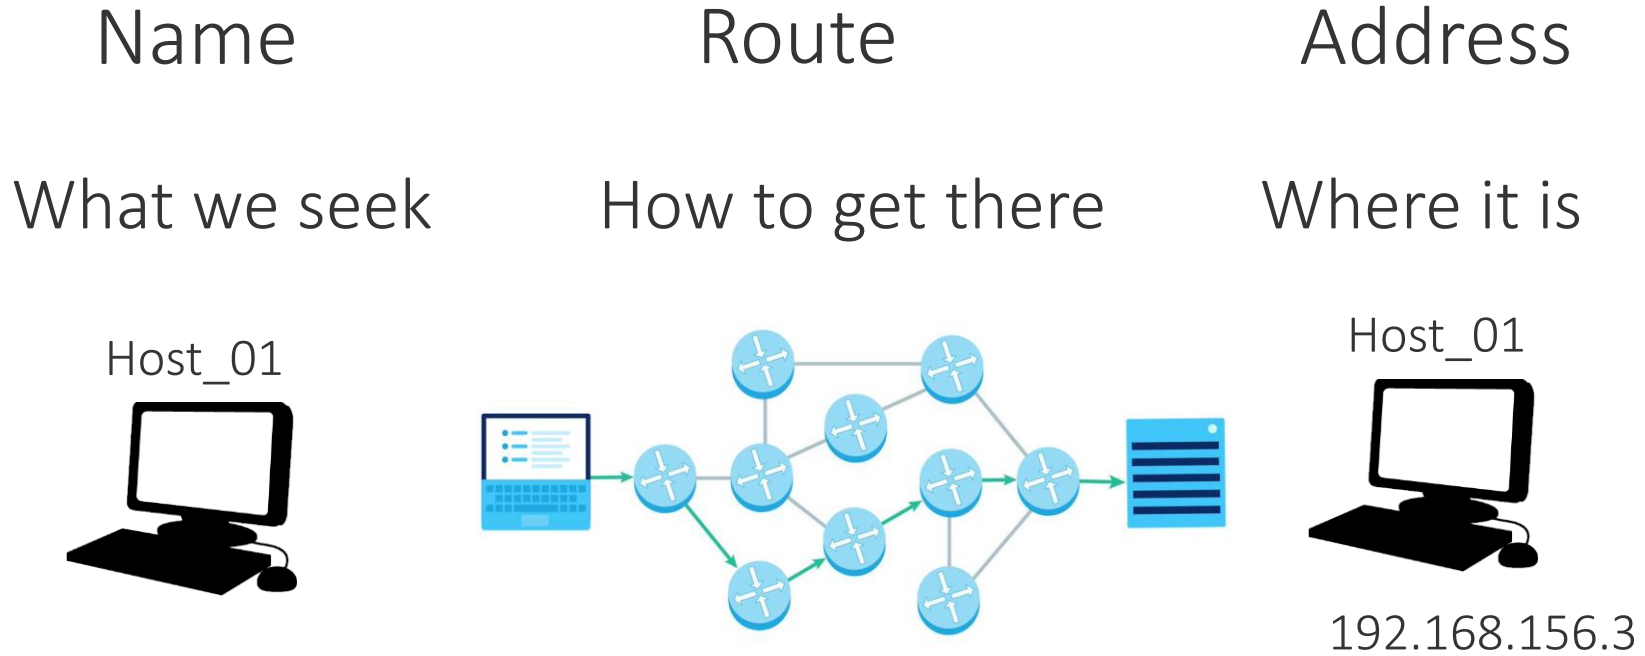 Name
Route
Address
What we seek
How to get there
Where it is
Host_01
Host_01
192.168.156.3